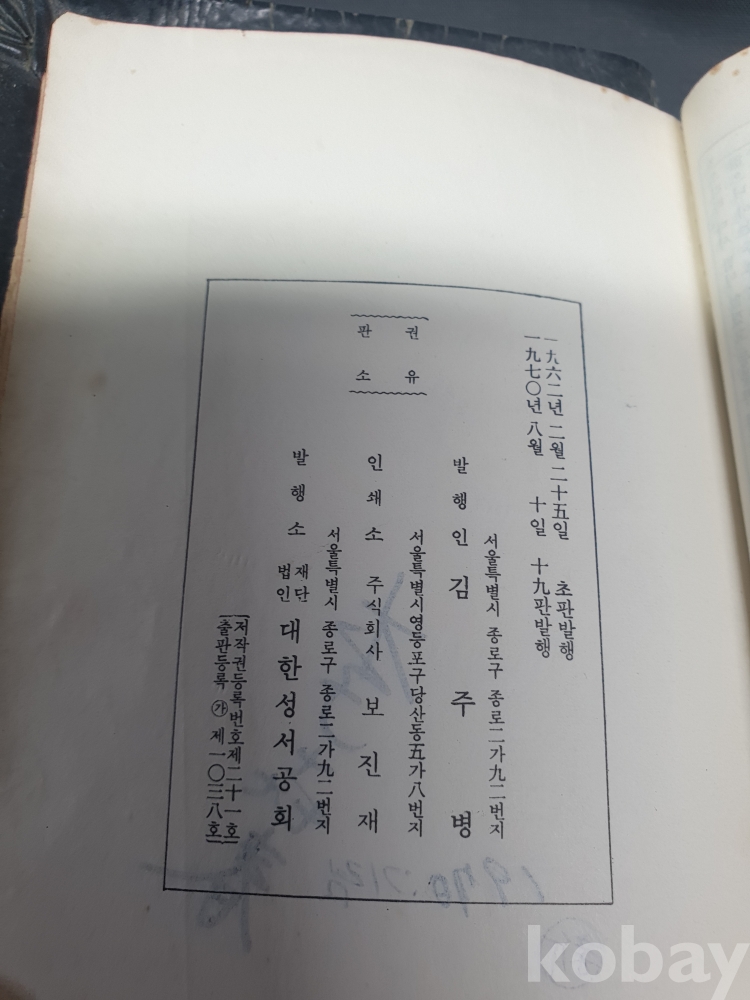 一九六二년 二월 二十五일 초판발행
一九七〇년 八월 十일 十九판발행
권유
판소
서울특별시 종로구 종로二가九二번지
발행인 김주병
서울특별시영등포구당산동五가八번지
인쇄소 주식회사 보진재
서울특별시 종로구 종로二가九二번지
발행소 재단법인 대한성서공회
저작권등록번호제二十一호
출판등록 ㉮ 제一〇三八호
kobay